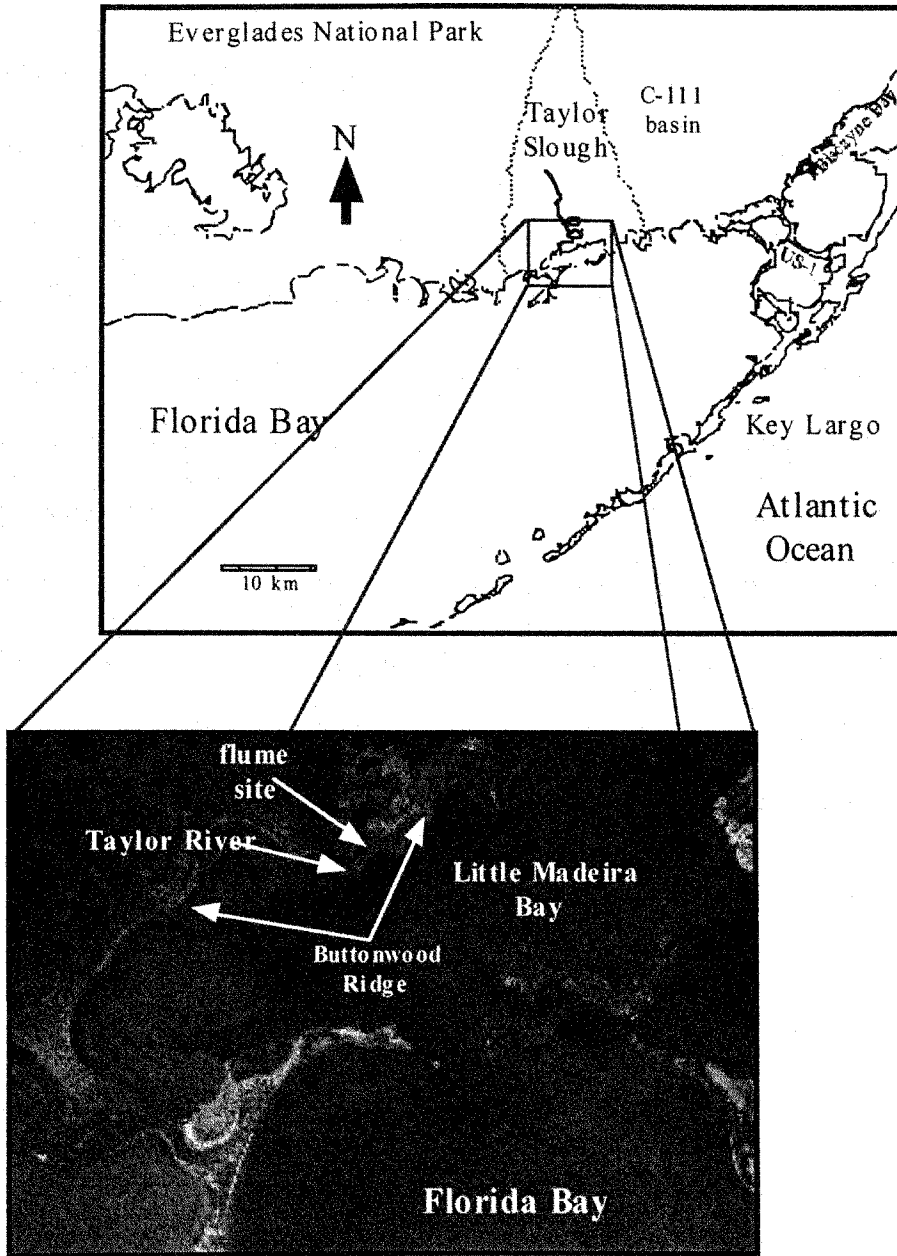 Everglades National Park
C-111
basin
Taylor
Slough
N
Biscayne Bay
US-1
Florida Bay
Key Largo
Atlantic
Ocean
10 km
flume
site
Taylor River
Little Madeira
Bay
Buttonwood
Ridge
Florida Bay